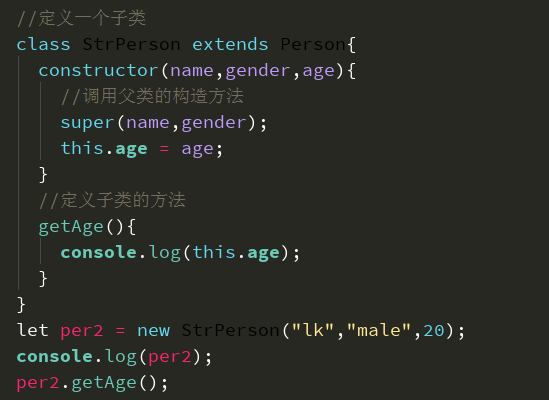 //定义一个子类
class StrPerson extends Person{
  constructor(name,gender,age){
    //调用父类的构造方法
    super(name,gender);
    this.age = age;
  }
  //定义子类的方法
  getAge(){
    console.log(this.age);
  }
}
let per2 = new StrPerson("lk","male",20);
console.log(per2);
per2.getAge();